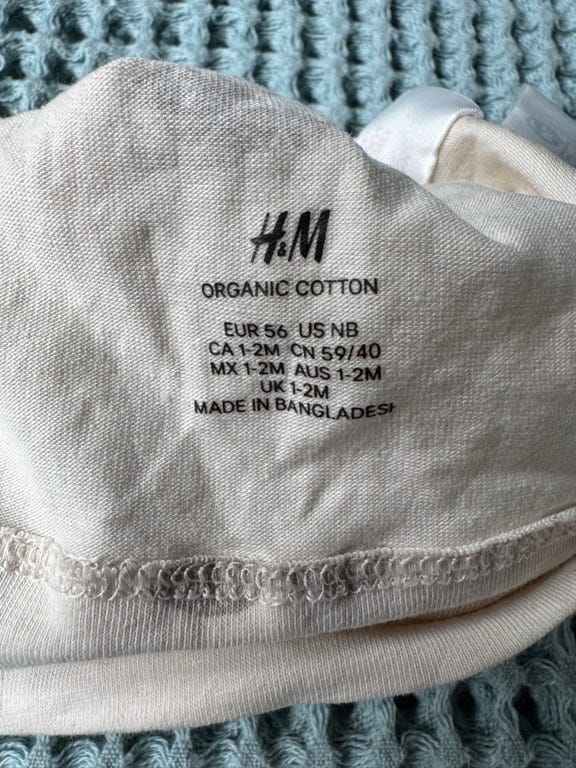 H&M
ORGANIC COTTON
EUR 56 US NB
CA 1-2M CN 59/40
MX 1-2M AUS 1-2M
UK 1-2M
MADE IN BANGLADESH